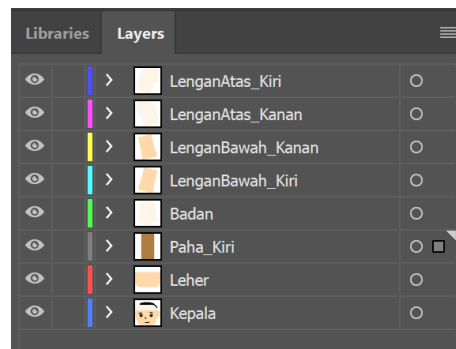 Libraries Layers
LenganAtas_Kiri
LenganAtas_Kanan
LenganBawah_Kanan
LenganBawah_Kiri
Badan
Paha_Kiri
Leher
Kepala